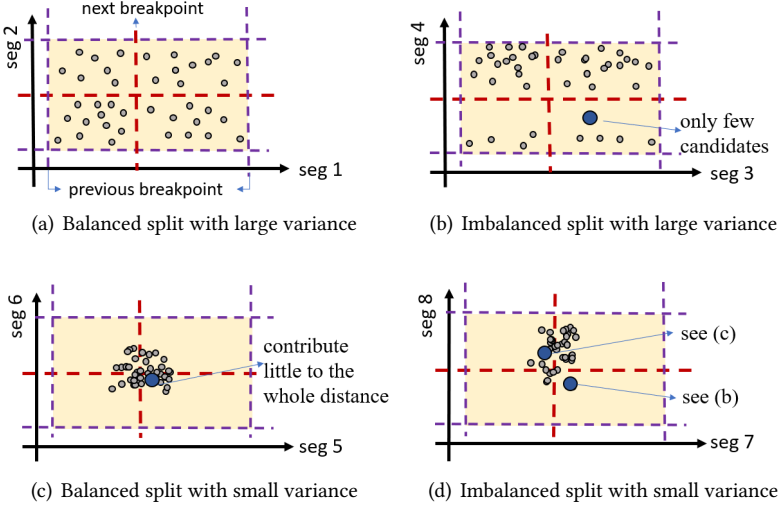 next breakpoint
seg 2
seg 1
previous breakpoint
(a) Balanced split with large variance
seg 4
only few
candidates
seg 3
(b) Imbalanced split with large variance
seg 6
contribute
little to the
whole distance
seg 5
(c) Balanced split with small variance
seg 8
see (c)
see (b)
seg 7
(d) Imbalanced split with small variance